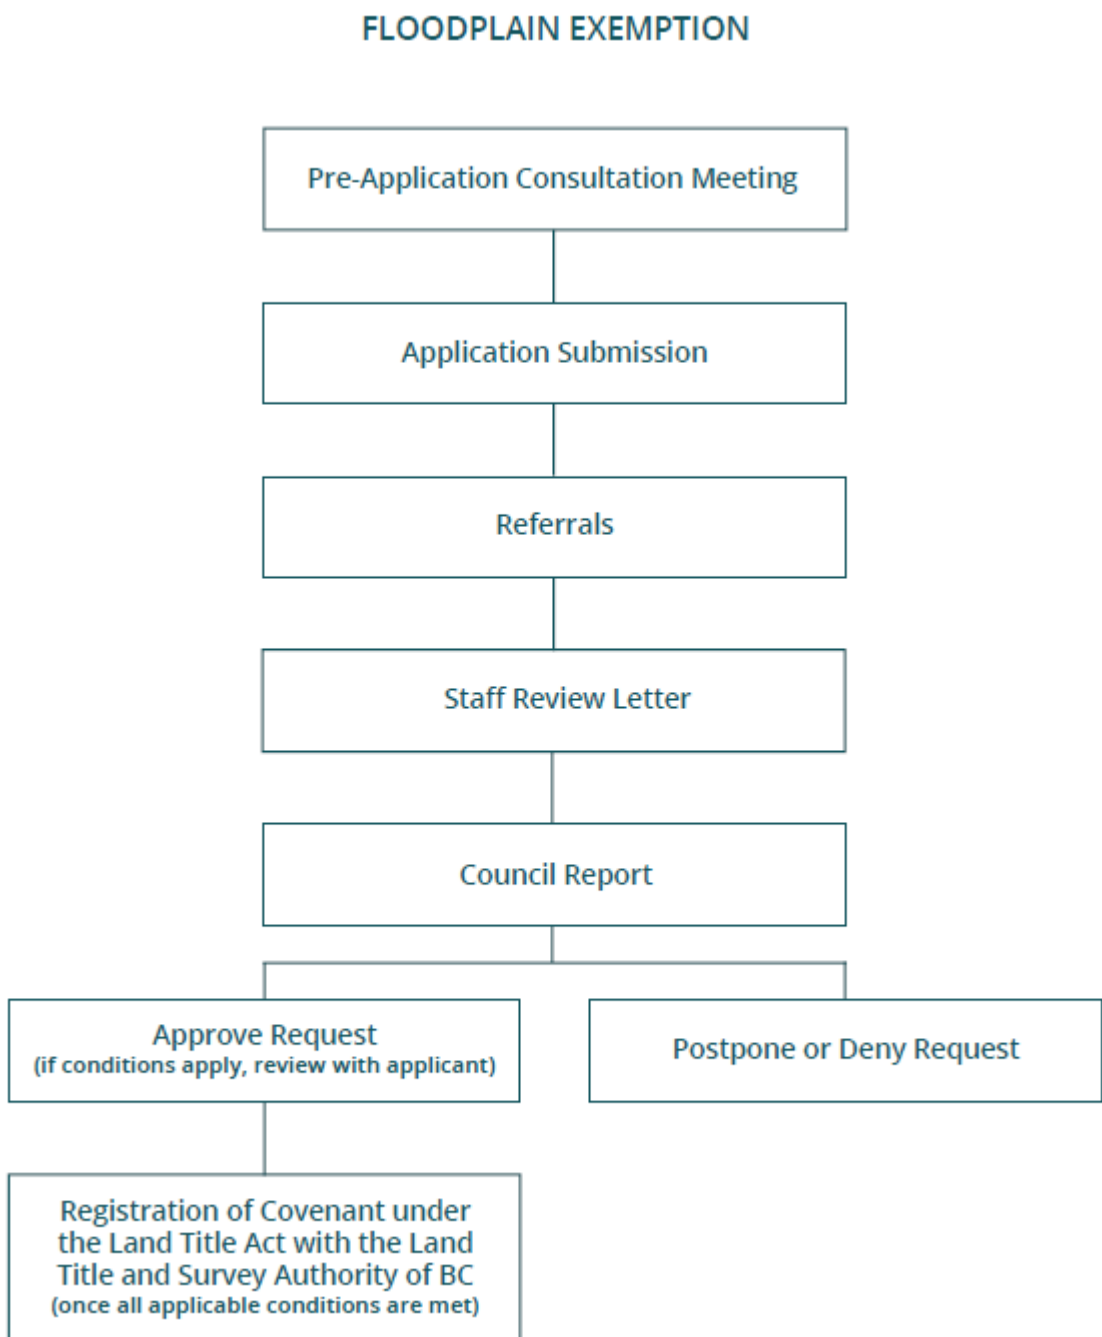 FLOODPLAIN EXEMPTION
Pre-Application Consultation Meeting
Application Submission
Referrals
Staff Review Letter
Council Report
Approve Request
(if conditions apply, review with applicant)
Postpone or Deny Request
Registration of Covenant under
the Land Title Act with the Land
Title and Survey Authority of BC
(once all applicable conditions are met)